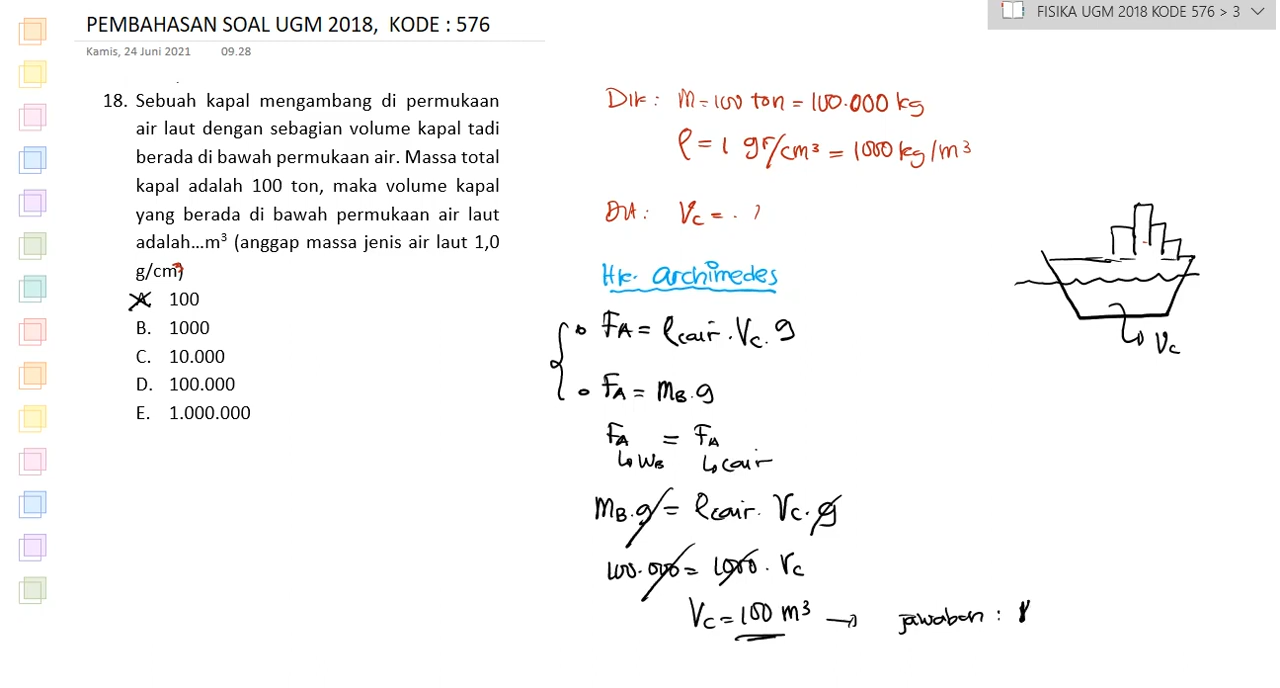 PEMBAHASAN SOAL UGM 2018, KODE : 576
Kamis, 24 Juni 2021 09.28
FISIKA UGM 2018 KODE 576 > 3
18. Sebuah kapal mengambang di permukaan
air laut dengan sebagian volume kapal tadi
berada di bawah permukaan air. Massa total
kapal adalah 100 ton, maka volume kapal
yang berada di bawah permukaan air laut
adalah...m³ (anggap massa jenis air laut 1,0
g/cm³
A. 100
B. 1000
C. 10.000
D. 100.000
E. 1.000.000
Dik : m = 100 ton = 100.000 kg
ρ = 1 gr/cm³ = 1000 kg/m³
Dit : Vc = . ?
Hk. Archimedes
• FA = ρcair . Vc . g
• FA = mB . g
FA = FA
↳ WB ↳ cair
mB . g = ρcair . Vc . g
100.000 = 1000 . Vc
Vc = 100 m³ → jawaban :
Vc